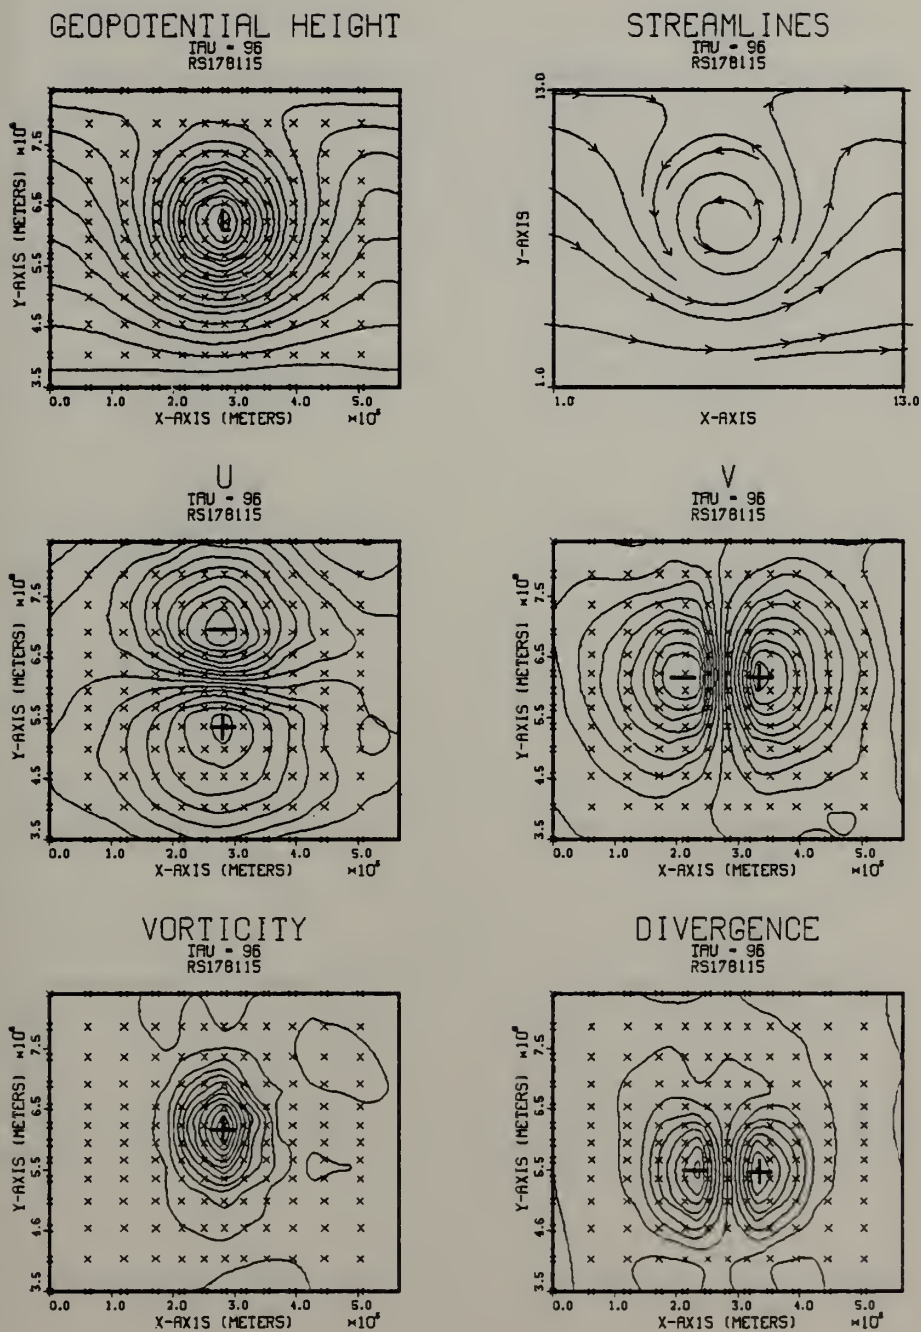 GEOPOTENTIAL HEIGHT
TAU - 96
RS178115
Y-AXIS (METERS) ×10⁶
7.5
6.5
5.5
4.5
3.5
L
0.0 1.0 2.0 3.0 4.0 5.0
X-AXIS (METERS) ×10⁶
STREAMLINES
TAU - 96
RS178115
13.0
Y-AXIS
1.0
1.0 13.0
X-AXIS
U
TAU - 96
RS178115
Y-AXIS (METERS) ×10⁶
7.5
6.5
5.5
4.5
3.5
−
+
0.0 1.0 2.0 3.0 4.0 5.0
X-AXIS (METERS) ×10⁶
V
TAU - 96
RS178115
Y-AXIS (METERS) ×10⁶
7.5
6.5
5.5
4.5
3.5
− +
0.0 1.0 2.0 3.0 4.0 5.0
X-AXIS (METERS) ×10⁶
VORTICITY
TAU - 96
RS178115
Y-AXIS (METERS) ×10⁶
7.5
6.5
5.5
4.6
3.5
+
0.0 1.0 2.0 3.0 4.0 5.0
X-AXIS (METERS) ×10⁶
DIVERGENCE
TAU - 96
RS178115
Y-AXIS (METERS) ×10⁶
7.5
6.5
5.5
4.6
3.5
− +
0.0 1.0 2.0 3.0 4.0 5.0
X-AXIS (METERS) ×10⁶